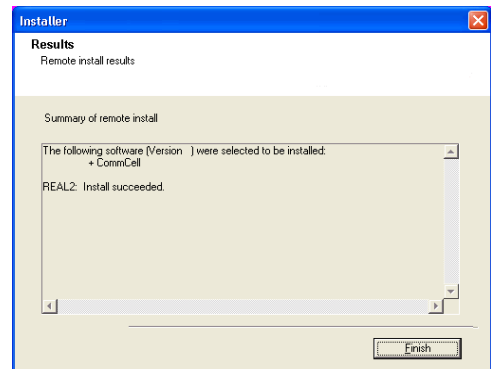 Installer
Results
Remote install results
Summary of remote install
The following software (Version   ) were selected to be installed:
+ CommCell
REAL2:  Install succeeded.
Finish